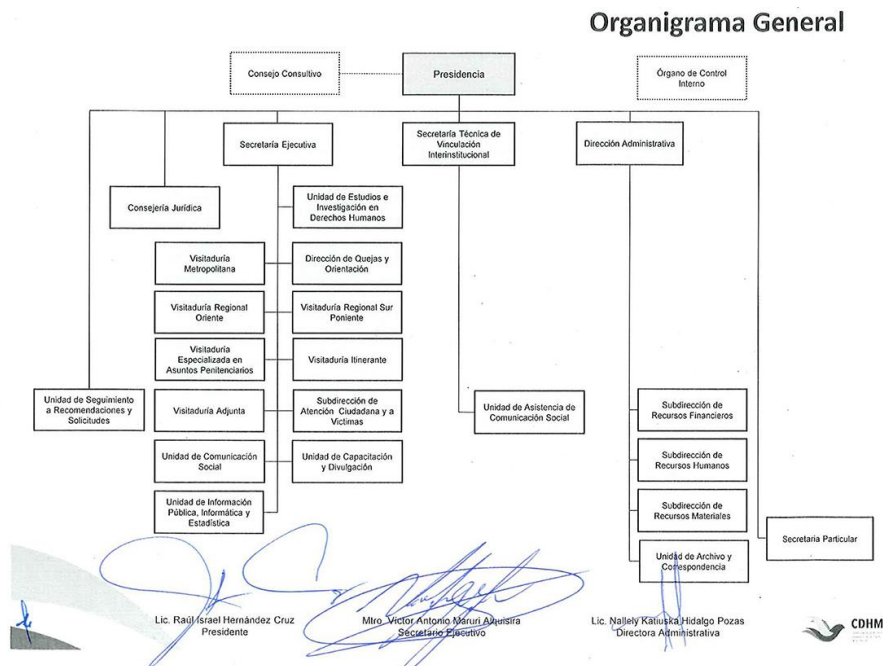 Organigrama General
Consejo Consultivo
Presidencia
Órgano de Control
Interno
Secretaría Ejecutiva
Secretaría Técnica de
Vinculación
Interinstitucional
Dirección Administrativa
Consejería Jurídica
Unidad de Estudios e
Investigación en
Derechos Humanos
Visitaduría
Metropolitana
Dirección de Quejas y
Orientación
Visitaduría Regional
Oriente
Visitaduría Regional Sur
Poniente
Visitaduría
Especializada en
Asuntos Penitenciarios
Visitaduría Itinerante
Unidad de Seguimiento
a Recomendaciones y
Solicitudes
Visitaduría Adjunta
Subdirección de
Atención Ciudadana y a
Victimas
Unidad de Asistencia de
Comunicación Social
Subdirección de
Recursos Financieros
Unidad de Comunicación
Social
Unidad de Capacitación
y Divulgación
Subdirección de
Recursos Humanos
Unidad de Información
Pública, Informática y
Estadística
Subdirección de
Recursos Materiales
Secretaria Particular
Unidad de Archivo y
Correspondencia
Lic. Raúl Israel Hernández Cruz
Presidente
Mtro. Víctor Antonio Maruri Alquisira
Secretario Ejecutivo
Lic. Nallely Katiuska Hidalgo Pozas
Directora Administrativa
CDHM